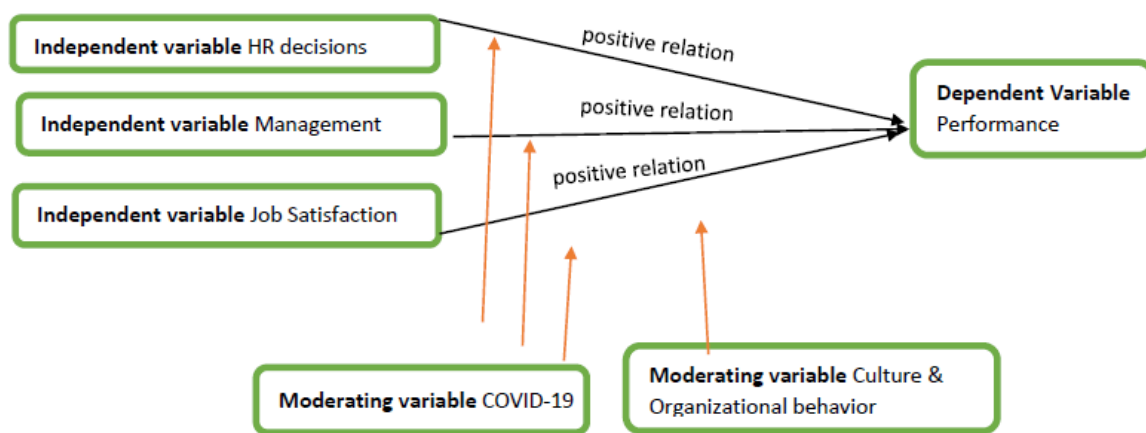 Independent variable HR decisions
positive relation
Independent variable Management
positive relation
Independent variable Job Satisfaction
positive relation
Dependent Variable
Performance
Moderating variable COVID-19
Moderating variable Culture &
Organizational behavior